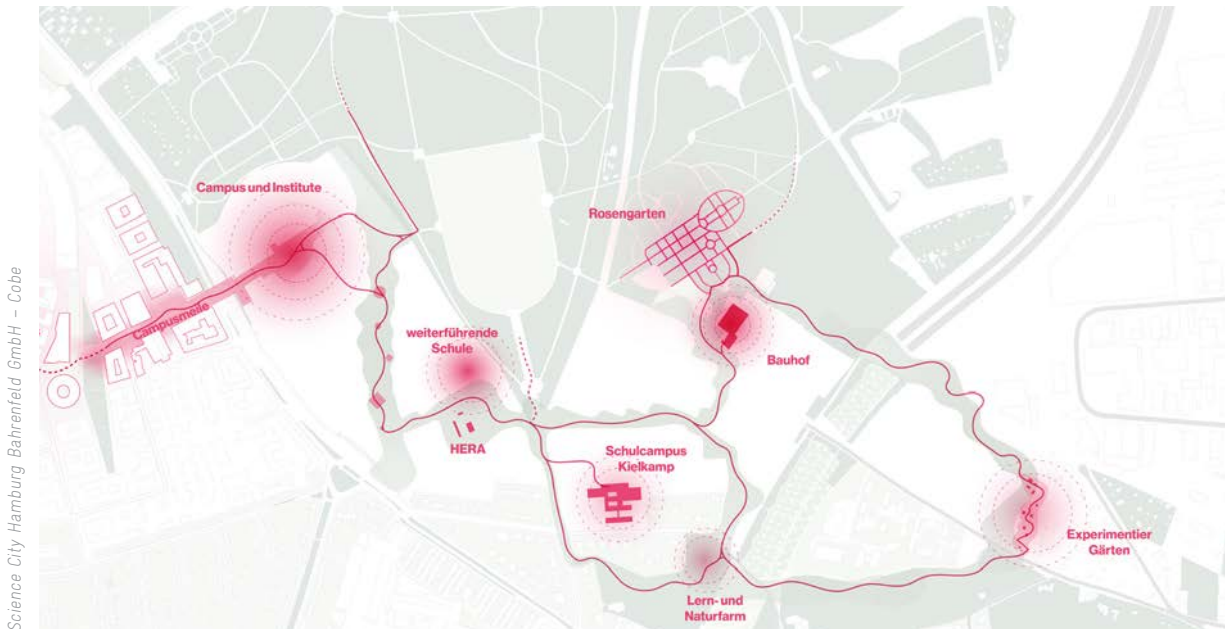 Science City Hamburg Bahrenfeld GmbH – Cobe
Campus und Institute
Rosengarten
Campusmeile
weiterführende
Schule
Bauhof
HERA
Schulcampus
Kielkamp
Experimentier
Gärten
Lern- und
Naturfarm